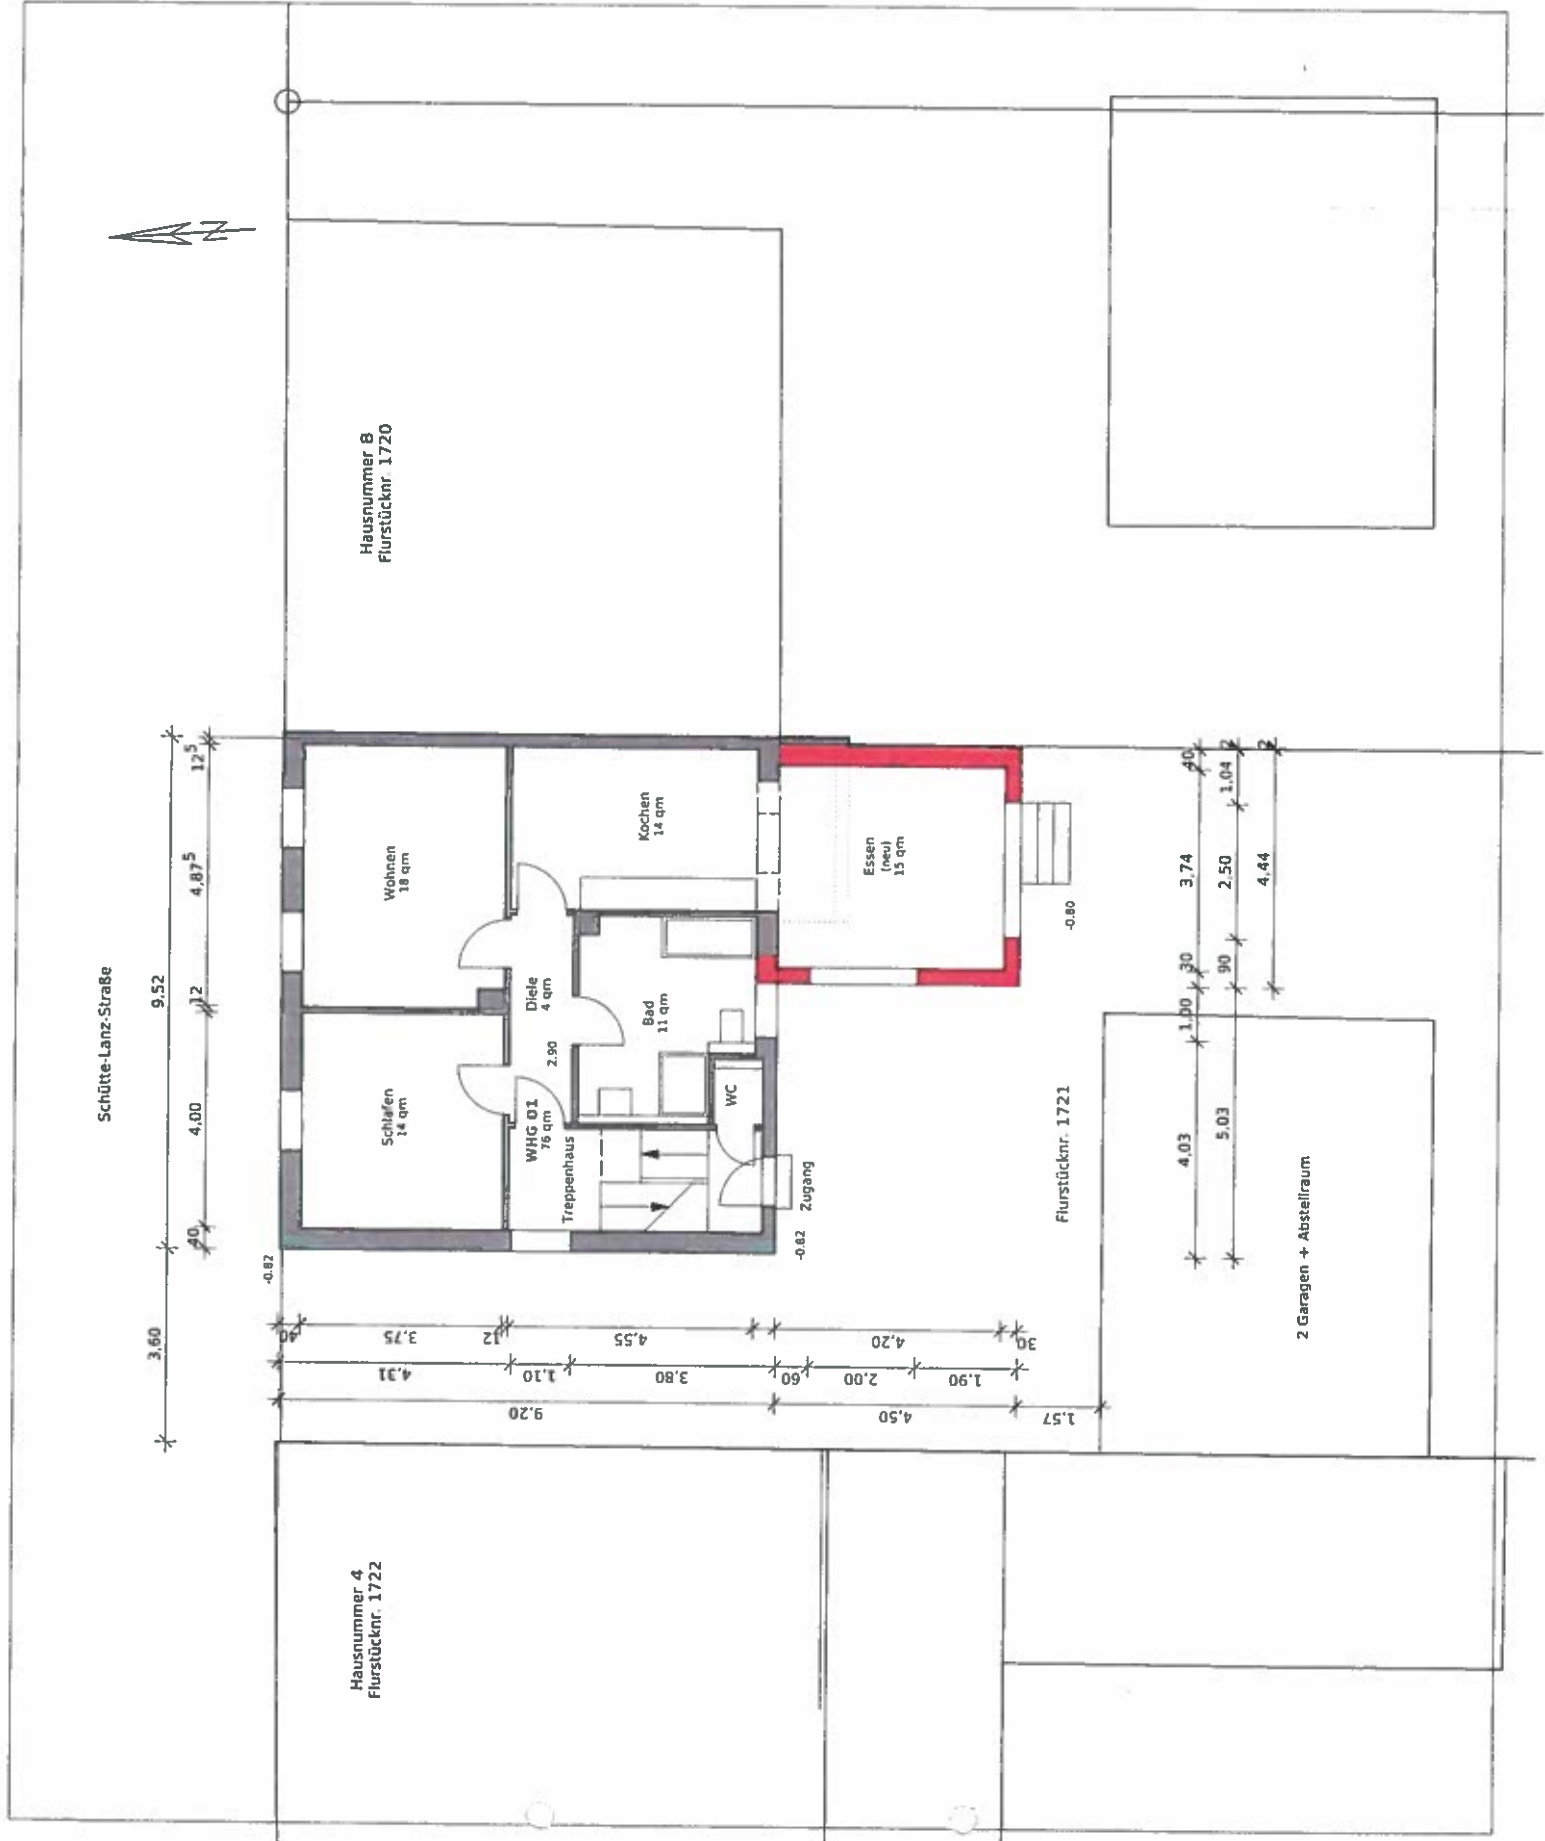 Schütte-Lanz-Straße
3,60
9,52
40
4,00
12
4,87⁵
12⁵
N
Hausnummer 4
Flurstücknr. 1722
Hausnummer 8
Flurstücknr. 1720
-0.82
Schlafen
14 qm
Wohnen
18 qm
WHG 01
76 qm
2.90
Diele
4 qm
Treppenhaus
Bad
11 qm
Kochen
14 qm
WC
Zugang
-0.82
Essen
(neu)
15 qm
-0.80
40
3,75
12
4,55
4,20
30
4,31
1,10
3,80
60
2,00
1,90
9,20
4,50
1,57
Flurstücknr. 1721
4,03
1,00
30
3,74
40
5,03
90
2,50
1,04
2
4,44
2
2 Garagen + Abstellraum